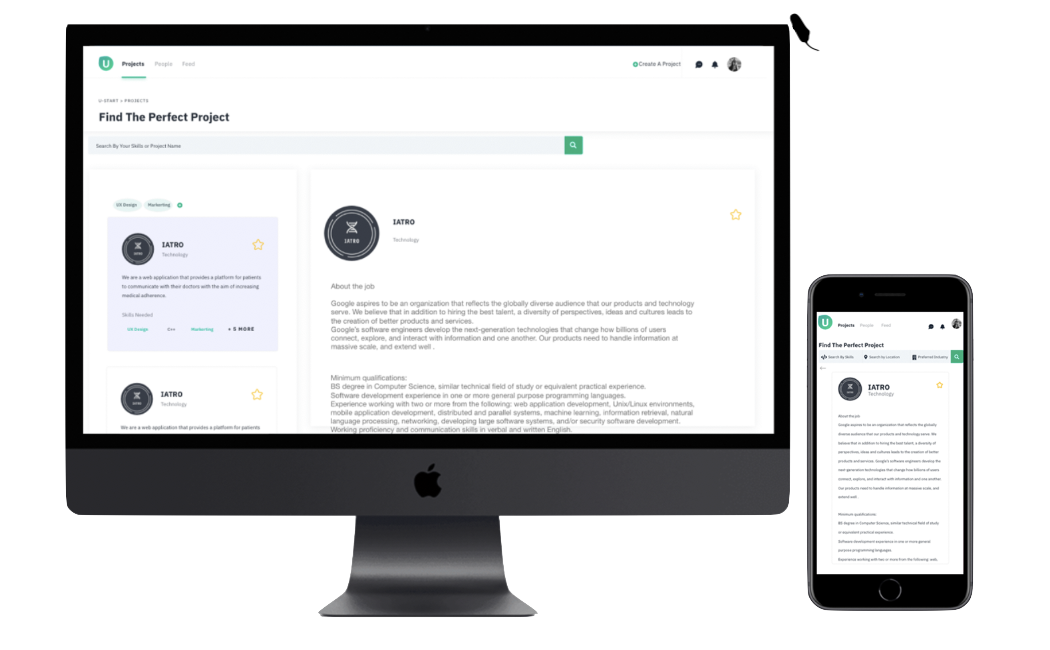 U
Projects People Feed
Create A Project
U-START > PROJECTS
Find The Perfect Project
Search By Your Skills or Project Name
UX Design Marketing
IATRO
IATRO
Technology
We are a web application that provides a platform for patients
to communicate with their doctors with the aim of increasing
medical adherence.
Skills Needed
UX Design C++ Marketing + 5 MORE
IATRO
IATRO
Technology
We are a web application that provides a platform for patients
IATRO
IATRO
Technology
About the job
Google aspires to be an organization that reflects the globally diverse audience that our products and technology
serve. We believe that in addition to hiring the best talent, a diversity of perspectives, ideas and cultures leads to
the creation of better products and services.
Google's software engineers develop the next-generation technologies that change how billions of users
connect, explore, and interact with information and one another. Our products need to handle information at
massive scale, and extend well .
Minimum qualifications:
BS degree in Computer Science, similar technical field of study or equivalent practical experience.
Software development experience in one or more general purpose programming languages.
Experience working with two or more from the following: web application development, Unix/Linux environments,
mobile application development, distributed and parallel systems, machine learning, information retrieval, natural
language processing, networking, developing large software systems, and/or security software development.
Working proficiency and communication skills in verbal and written English.
U
Projects People Feed
Find The Perfect Project
Search By Skills Search by Location Preferred Industry
IATRO
IATRO
Technology
About the job
Google aspires to be an organization that reflects the globally
diverse audience that our products and technology serve. We
believe that in addition to hiring the best talent, a diversity of
perspectives, ideas and cultures leads to the creation of better
products and services. Google's software engineers develop the
next-generation technologies that change how billions of users
connect, explore, and interact with information and one another.
Our products need to handle information at massive scale, and
extend well.
Minimum qualifications:
BS degree in Computer Science, similar technical field of study
or equivalent practical experience.
Software development experience in one or more general
purpose programming languages.
Experience working with two or more from the following: web,